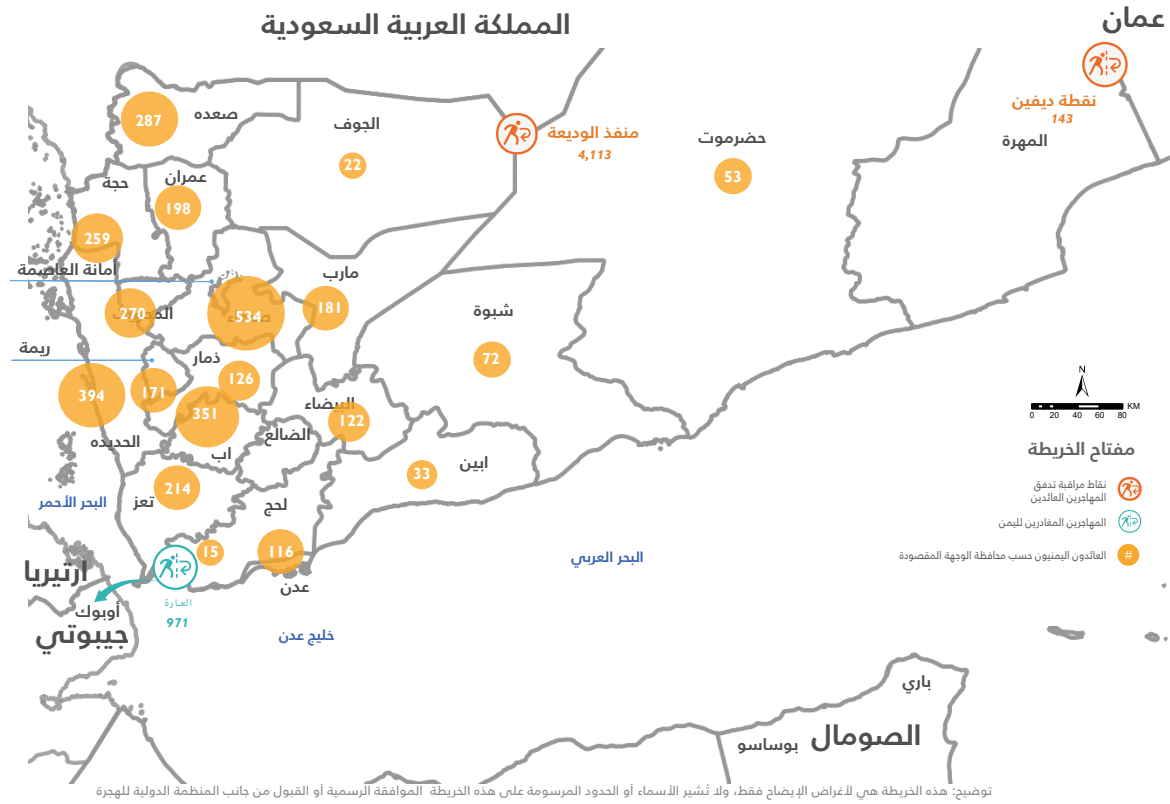 المملكة العربية السعودية
عمان
نقطة ديفين
143
منفذ الوديعة
4,113
المهرة
حضرموت
53
الجوف
22
صعده
287
عمران
198
حجة
259
أمانة العاصمة
مارب
181
534
270
شبوة
72
ريمة
171
ذمار
126
394
الحديده
351
اب
البيضاء
122
الضالع
ابين
33
214
تعز
لحج
15
116
عدن
البحر الأحمر
البحر العربي
خليج عدن
ارتيريا
أوبوك
جيبوتي
العارة
971
N
0 20 40 60 80 KM
مفتاح الخريطة
نقاط مراقبة تدفق
المهاجرين العائدين
المهاجرين المغادرين لليمن
# العائدون اليمنيون حسب محافظة الوجهة المقصودة
باري
الصومال
بوساسو
توضيح: هذه الخريطة هي لأغراض الإيضاح فقط، ولا تُشير الأسماء أو الحدود المرسومة على هذه الخريطة الموافقة الرسمية أو القبول من جانب المنظمة الدولية للهجرة